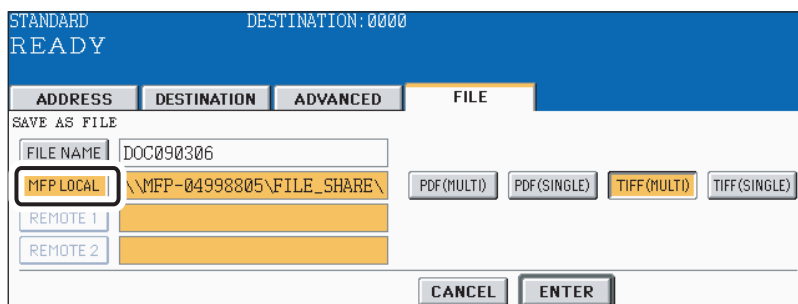 STANDARD DESTINATION:0000
READY
ADDRESS DESTINATION ADVANCED FILE
SAVE AS FILE
FILE NAME DOC090306
MFP LOCAL \\MFP-04998805\FILE_SHARE\ PDF(MULTI) PDF(SINGLE) TIFF(MULTI) TIFF(SINGLE)
REMOTE 1
REMOTE 2
CANCEL ENTER